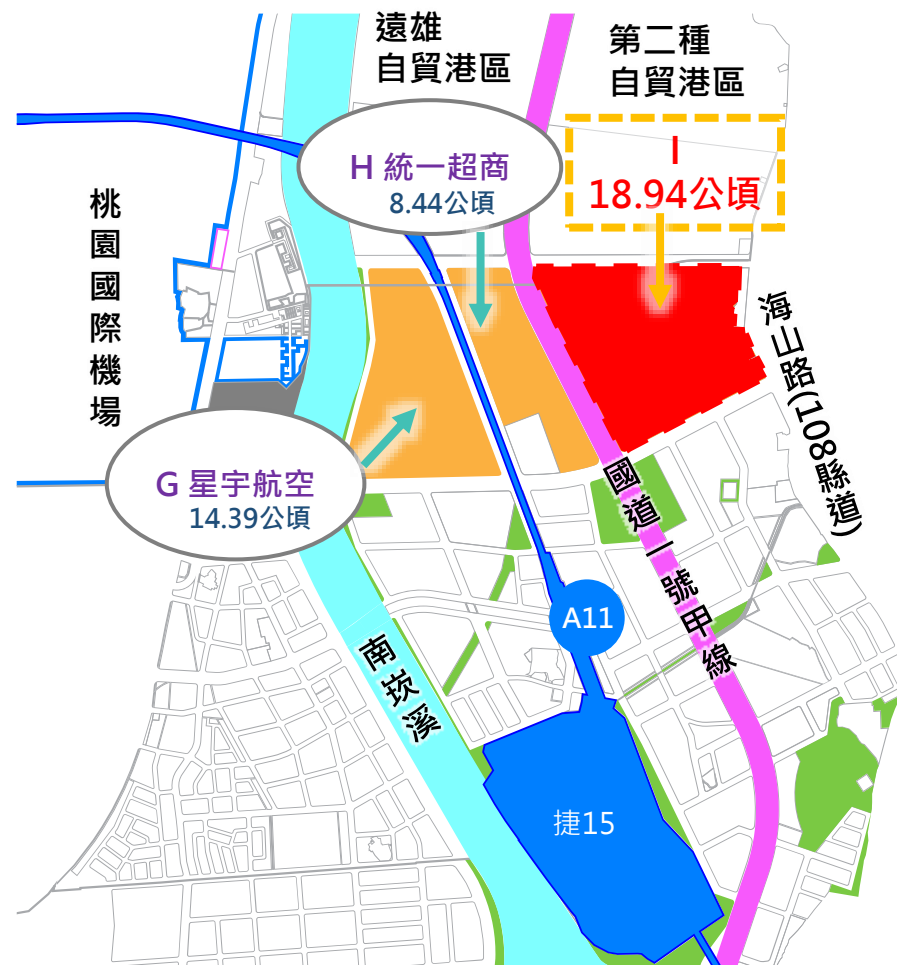 遠雄
自貿港區
第二種
自貿港區
H 統一超商
8.44公頃
I
18.94公頃
桃園國際機場
海山路(108縣道)
G 星宇航空
14.39公頃
國道一號甲線
A11
南崁溪
捷15